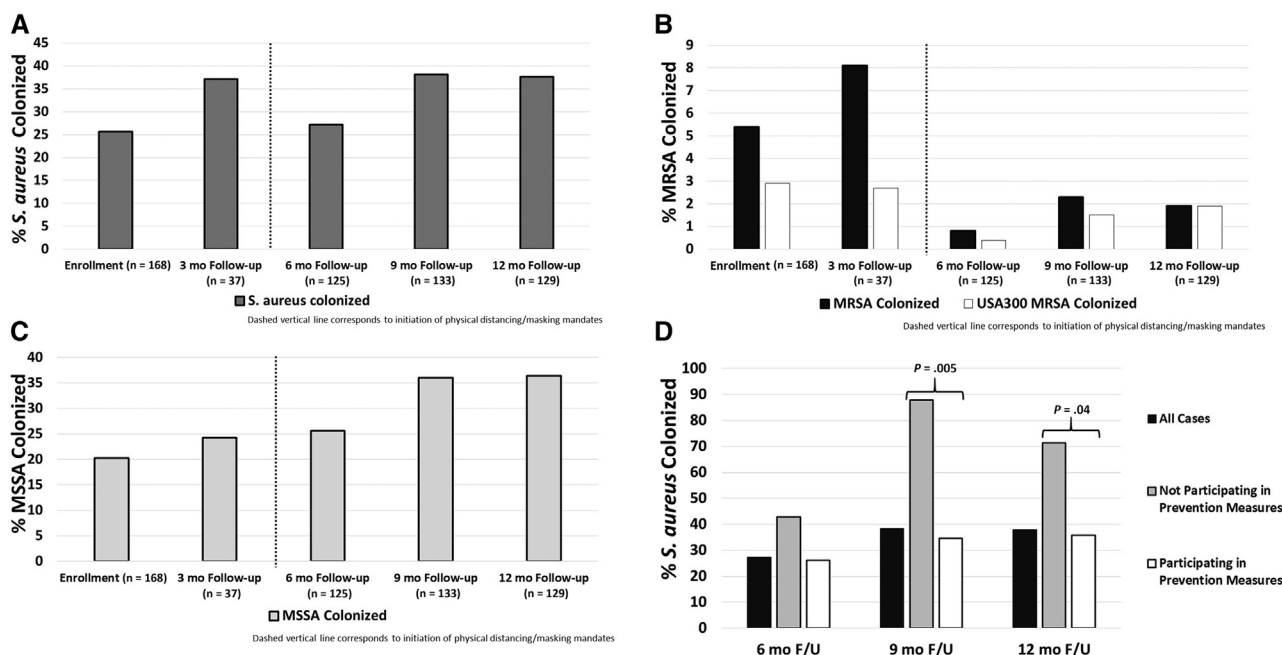 A
45
40
35
30
25
20
15
10
5
0
% S. aureus Colonized
Enrollment (n = 168)
3 mo Follow-up
(n = 37)
6 mo Follow-up
(n = 125)
9 mo Follow-up
(n = 133)
12 mo Follow-up
(n = 129)
S. aureus colonized
Dashed vertical line corresponds to initiation of physical distancing/masking mandates
B
9
8
7
6
5
4
3
2
1
0
% MRSA Colonized
Enrollment (n = 168)
3 mo Follow-up
(n = 37)
6 mo Follow-up
(n = 125)
9 mo Follow-up
(n = 133)
12 mo Follow-up
(n = 129)
MRSA Colonized
USA300 MRSA Colonized
Dashed vertical line corresponds to initiation of physical distancing/masking mandates
C
40
35
30
25
20
15
10
5
0
% MSSA Colonized
Enrollment (n = 168)
3 mo Follow-up
(n = 37)
6 mo Follow-up
(n = 125)
9 mo Follow-up
(n = 133)
12 mo Follow-up
(n = 129)
MSSA Colonized
Dashed vertical line corresponds to initiation of physical distancing/masking mandates
D
100
90
80
70
60
50
40
30
20
10
0
% S. aureus Colonized
P = .005
P = .04
6 mo F/U
9 mo F/U
12 mo F/U
All Cases
Not Participating in
Prevention Measures
Participating in
Prevention Measures